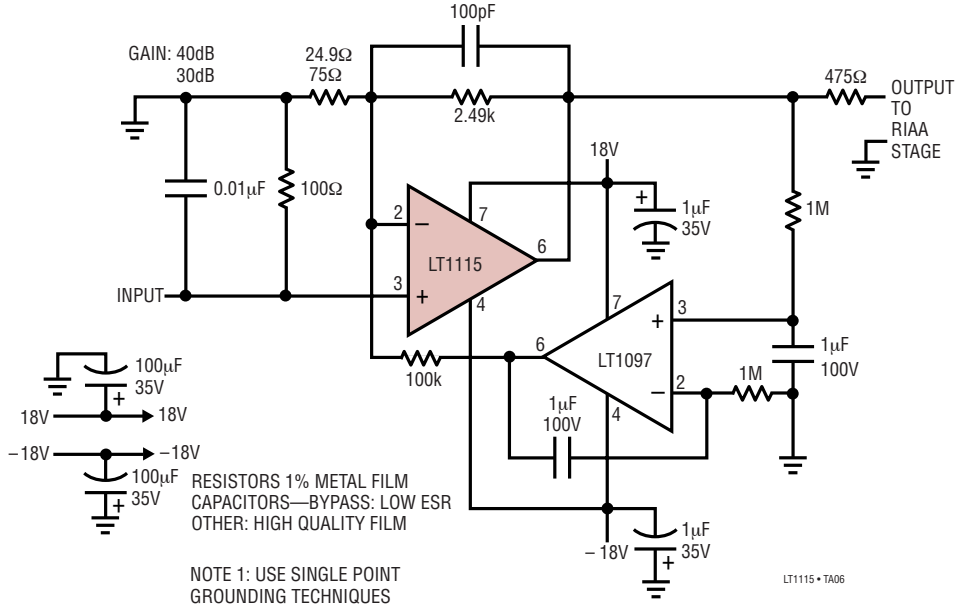 100pF
GAIN: 40dB
30dB
24.9Ω
75Ω
2.49k
475Ω
OUTPUT
TO
RIAA
STAGE
0.01µF
100Ω
18V
+
1µF
35V
1M
2
−
7
LT1115
6
3
+
4
INPUT
7
3
+
6
LT1097
2
−
4
1µF
100V
1M
100k
1µF
100V
100µF
35V
+
18V
18V
−18V
−18V
100µF
35V
+
RESISTORS 1% METAL FILM
CAPACITORS—BYPASS: LOW ESR
OTHER: HIGH QUALITY FILM
– 18V
1µF
35V
+
NOTE 1: USE SINGLE POINT
GROUNDING TECHNIQUES
LT1115 • TA06